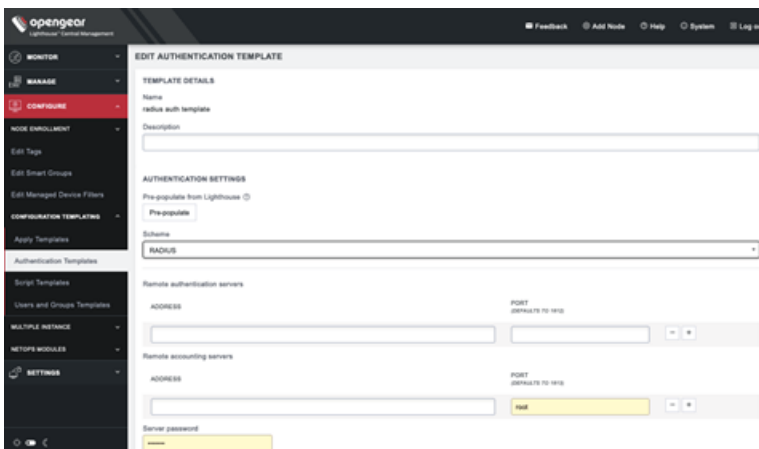 opengear
Lighthouse™ Central Management
Feedback
Add Node
Help
System
Log o
MONITOR
MANAGE
CONFIGURE
NODE ENROLLMENT
Edit Tags
Edit Smart Groups
Edit Managed Device Filters
CONFIGURATION TEMPLATING
Apply Templates
Authentication Templates
Script Templates
Users and Groups Templates
MULTIPLE INSTANCE
NETOPS MODULES
SETTINGS
EDIT AUTHENTICATION TEMPLATE
TEMPLATE DETAILS
Name
radius auth template
Description
AUTHENTICATION SETTINGS
Pre-populate from Lighthouse
Pre-populate
Scheme
RADIUS
Remote authentication servers
ADDRESS
PORT
(DEFAULTS TO 1812)
Remote accounting servers
ADDRESS
PORT
(DEFAULTS TO 1813)
root
Server password